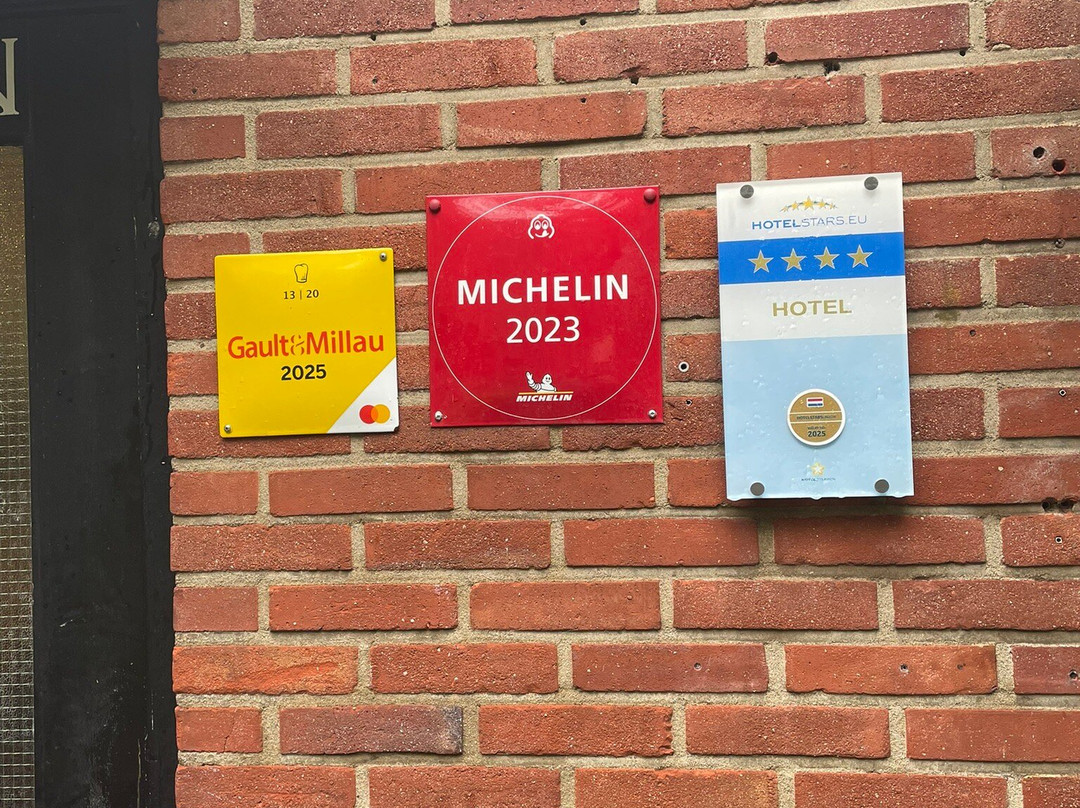 N
13 | 20
Gault&Millau
2025
MICHELIN
2023
MICHELIN
HOTELSTARS.EU
HOTEL
2025